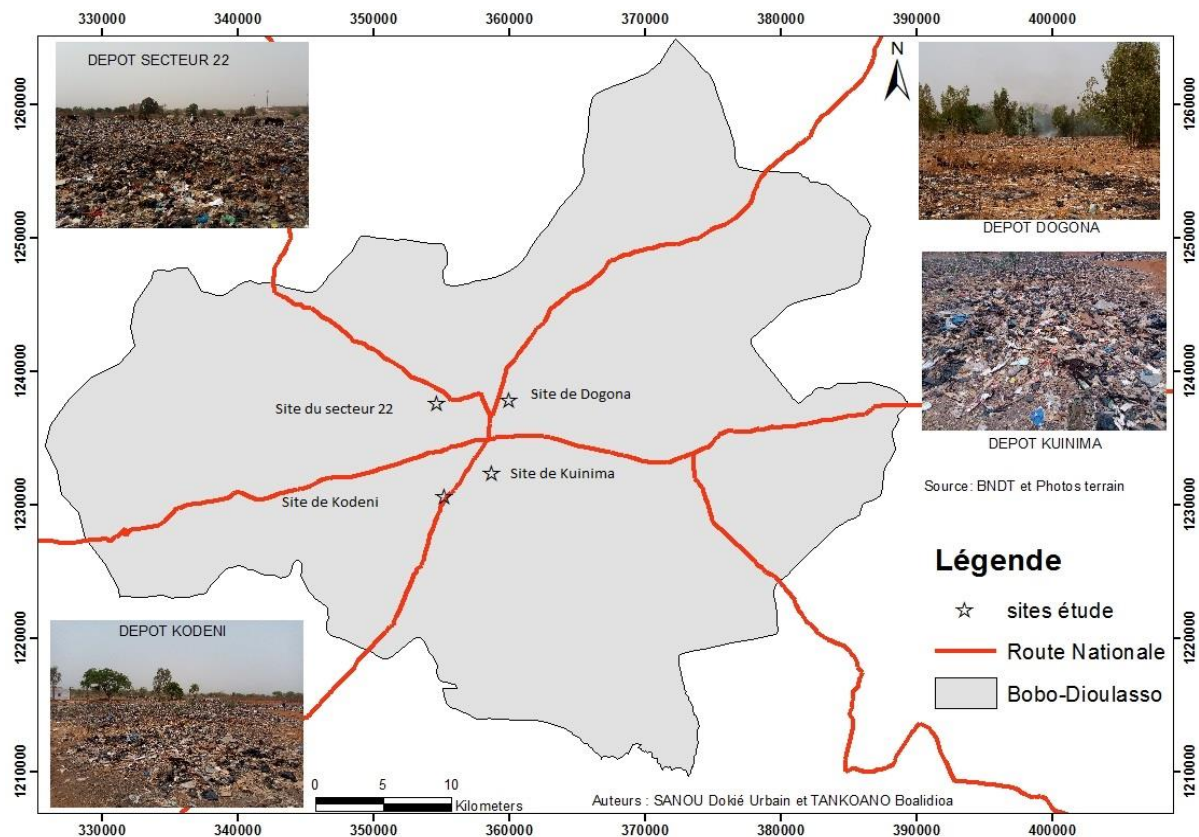 330000 340000 350000 360000 370000 380000 390000 400000
DEPOT SECTEUR 22
N
1260000 1260000
DEPOT DOGONA
1250000 1250000
1240000 1240000
Site du secteur 22
Site de Dogona
DEPOT KUINIMA
Site de Kuinima
Site de Kodeni
Source: BNDT et Photos terrain
1230000 1230000
Légende
sites étude
Route Nationale
Bobo-Dioulasso
1220000 1220000
DEPOT KODENI
1210000 1210000
0 5 10
Kilometers
Auteurs : SANOU Dokié Urbain et TANKOANO Boalidioa
330000 340000 350000 360000 370000 380000 390000 400000